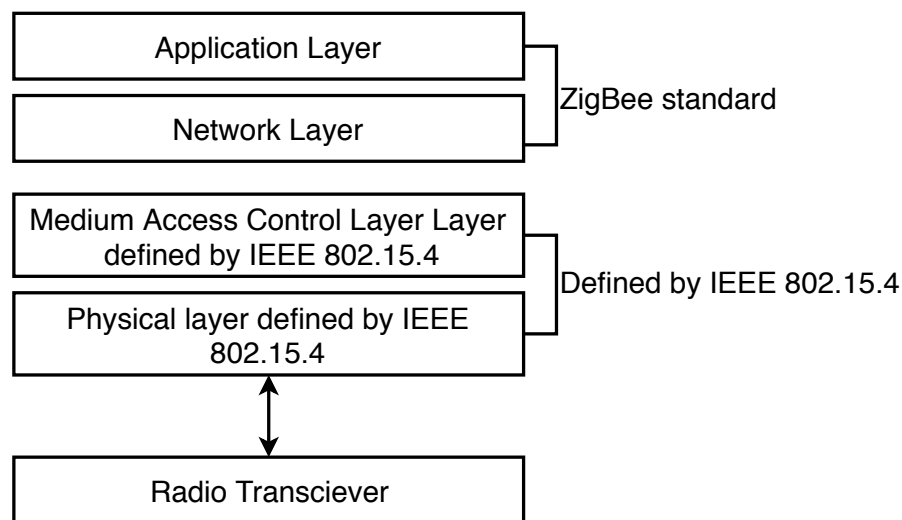 Application Layer
ZigBee standard
Network Layer
Medium Access Control Layer Layer
defined by IEEE 802.15.4
Defined by IEEE 802.15.4
Physical layer defined by IEEE
802.15.4
Radio Transciever